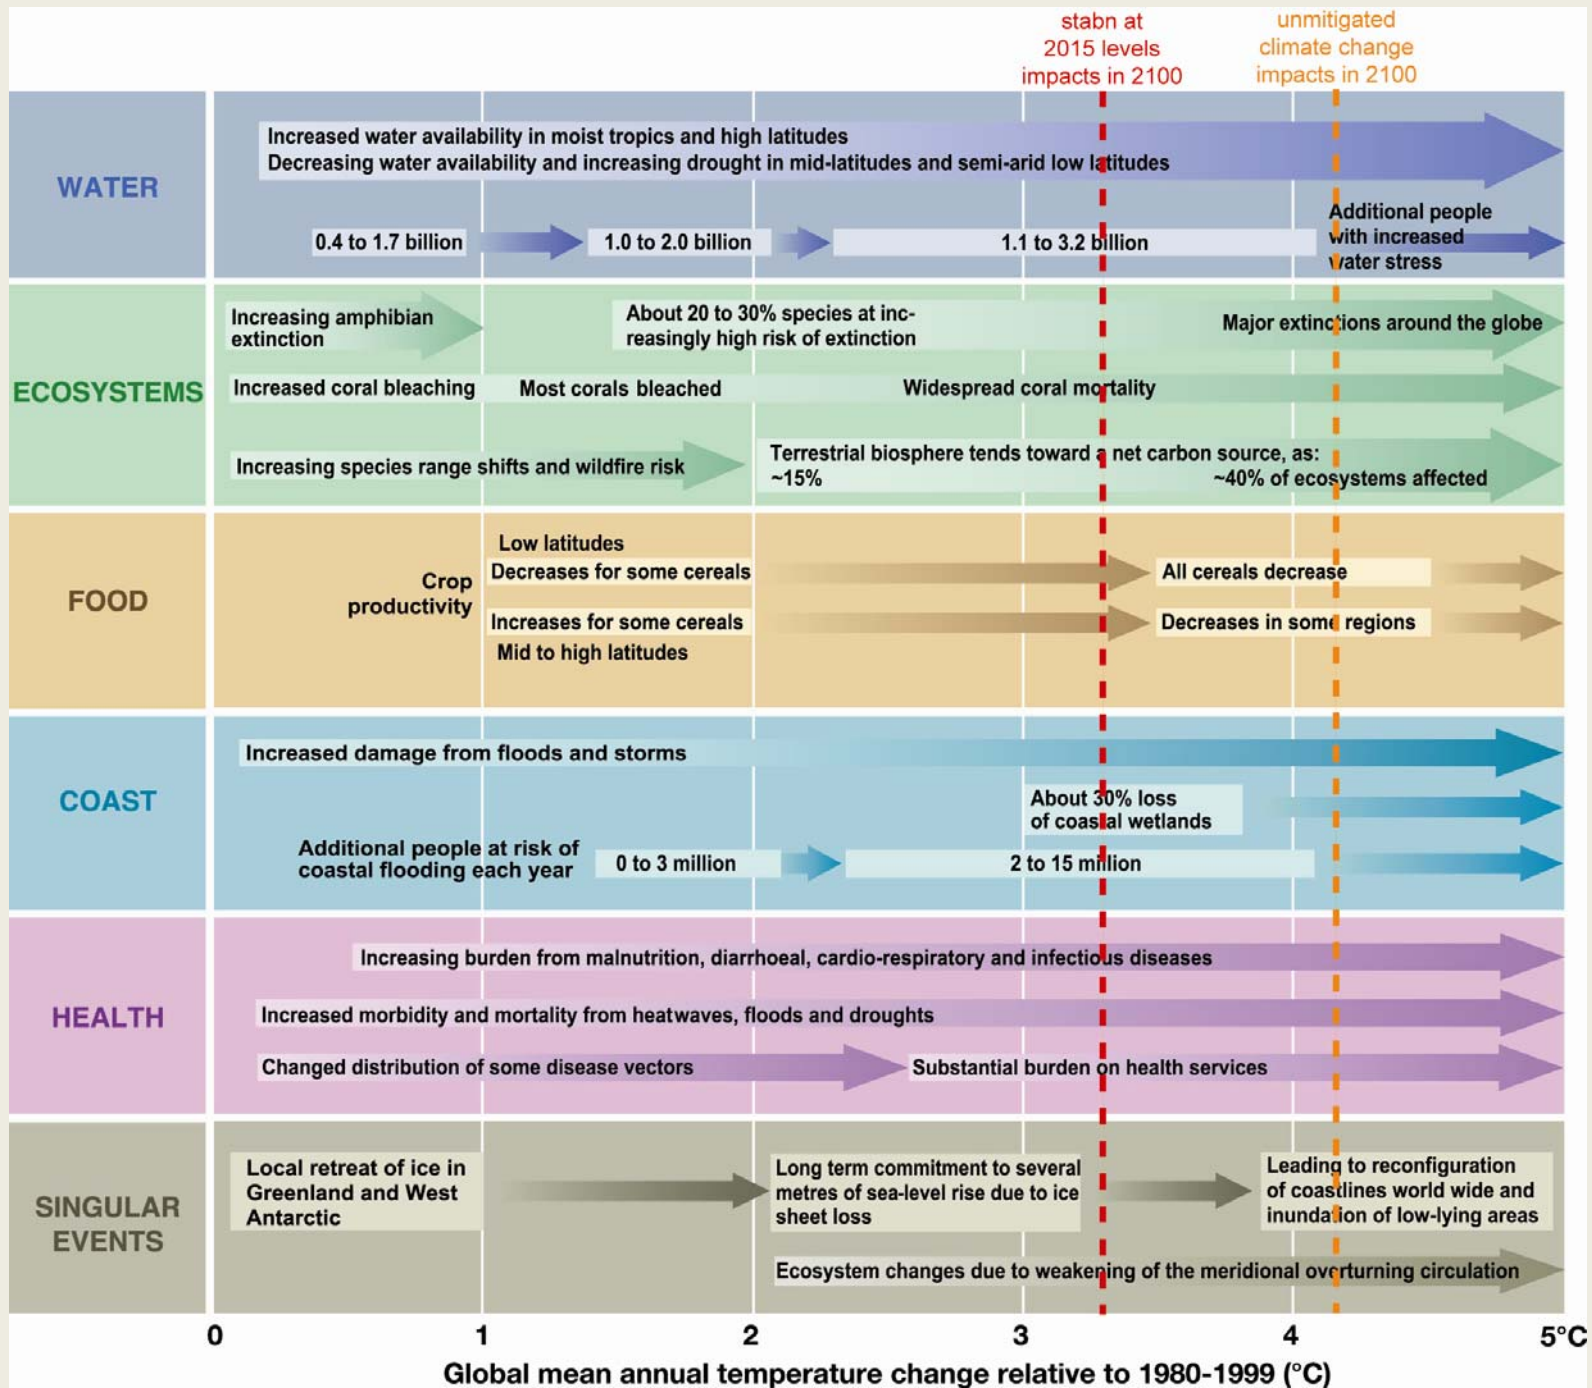 stabn at
2015 levels
impacts in 2100
unmitigated
climate change
impacts in 2100
WATER
Increased water availability in moist tropics and high latitudes
Decreasing water availability and increasing drought in mid-latitudes and semi-arid low latitudes
0.4 to 1.7 billion
1.0 to 2.0 billion
1.1 to 3.2 billion
Additional people
with increased
water stress
ECOSYSTEMS
Increasing amphibian
extinction
About 20 to 30% species at inc-
reasingly high risk of extinction
Major extinctions around the globe
Increased coral bleaching
Most corals bleached
Widespread coral mortality
Increasing species range shifts and wildfire risk
Terrestrial biosphere tends toward a net carbon source, as:
~15%
~40% of ecosystems affected
FOOD
Crop
productivity
Low latitudes
Decreases for some cereals
All cereals decrease
Increases for some cereals
Decreases in some regions
Mid to high latitudes
COAST
Increased damage from floods and storms
About 30% loss
of coastal wetlands
Additional people at risk of
coastal flooding each year
0 to 3 million
2 to 15 million
HEALTH
Increasing burden from malnutrition, diarrhoeal, cardio-respiratory and infectious diseases
Increased morbidity and mortality from heatwaves, floods and droughts
Changed distribution of some disease vectors
Substantial burden on health services
SINGULAR
EVENTS
Local retreat of ice in
Greenland and West
Antarctic
Long term commitment to several
metres of sea-level rise due to ice
sheet loss
Leading to reconfiguration
of coastlines world wide and
inundation of low-lying areas
Ecosystem changes due to weakening of the meridional overturning circulation
0 1 2 3 4 5°C
Global mean annual temperature change relative to 1980-1999 (°C)